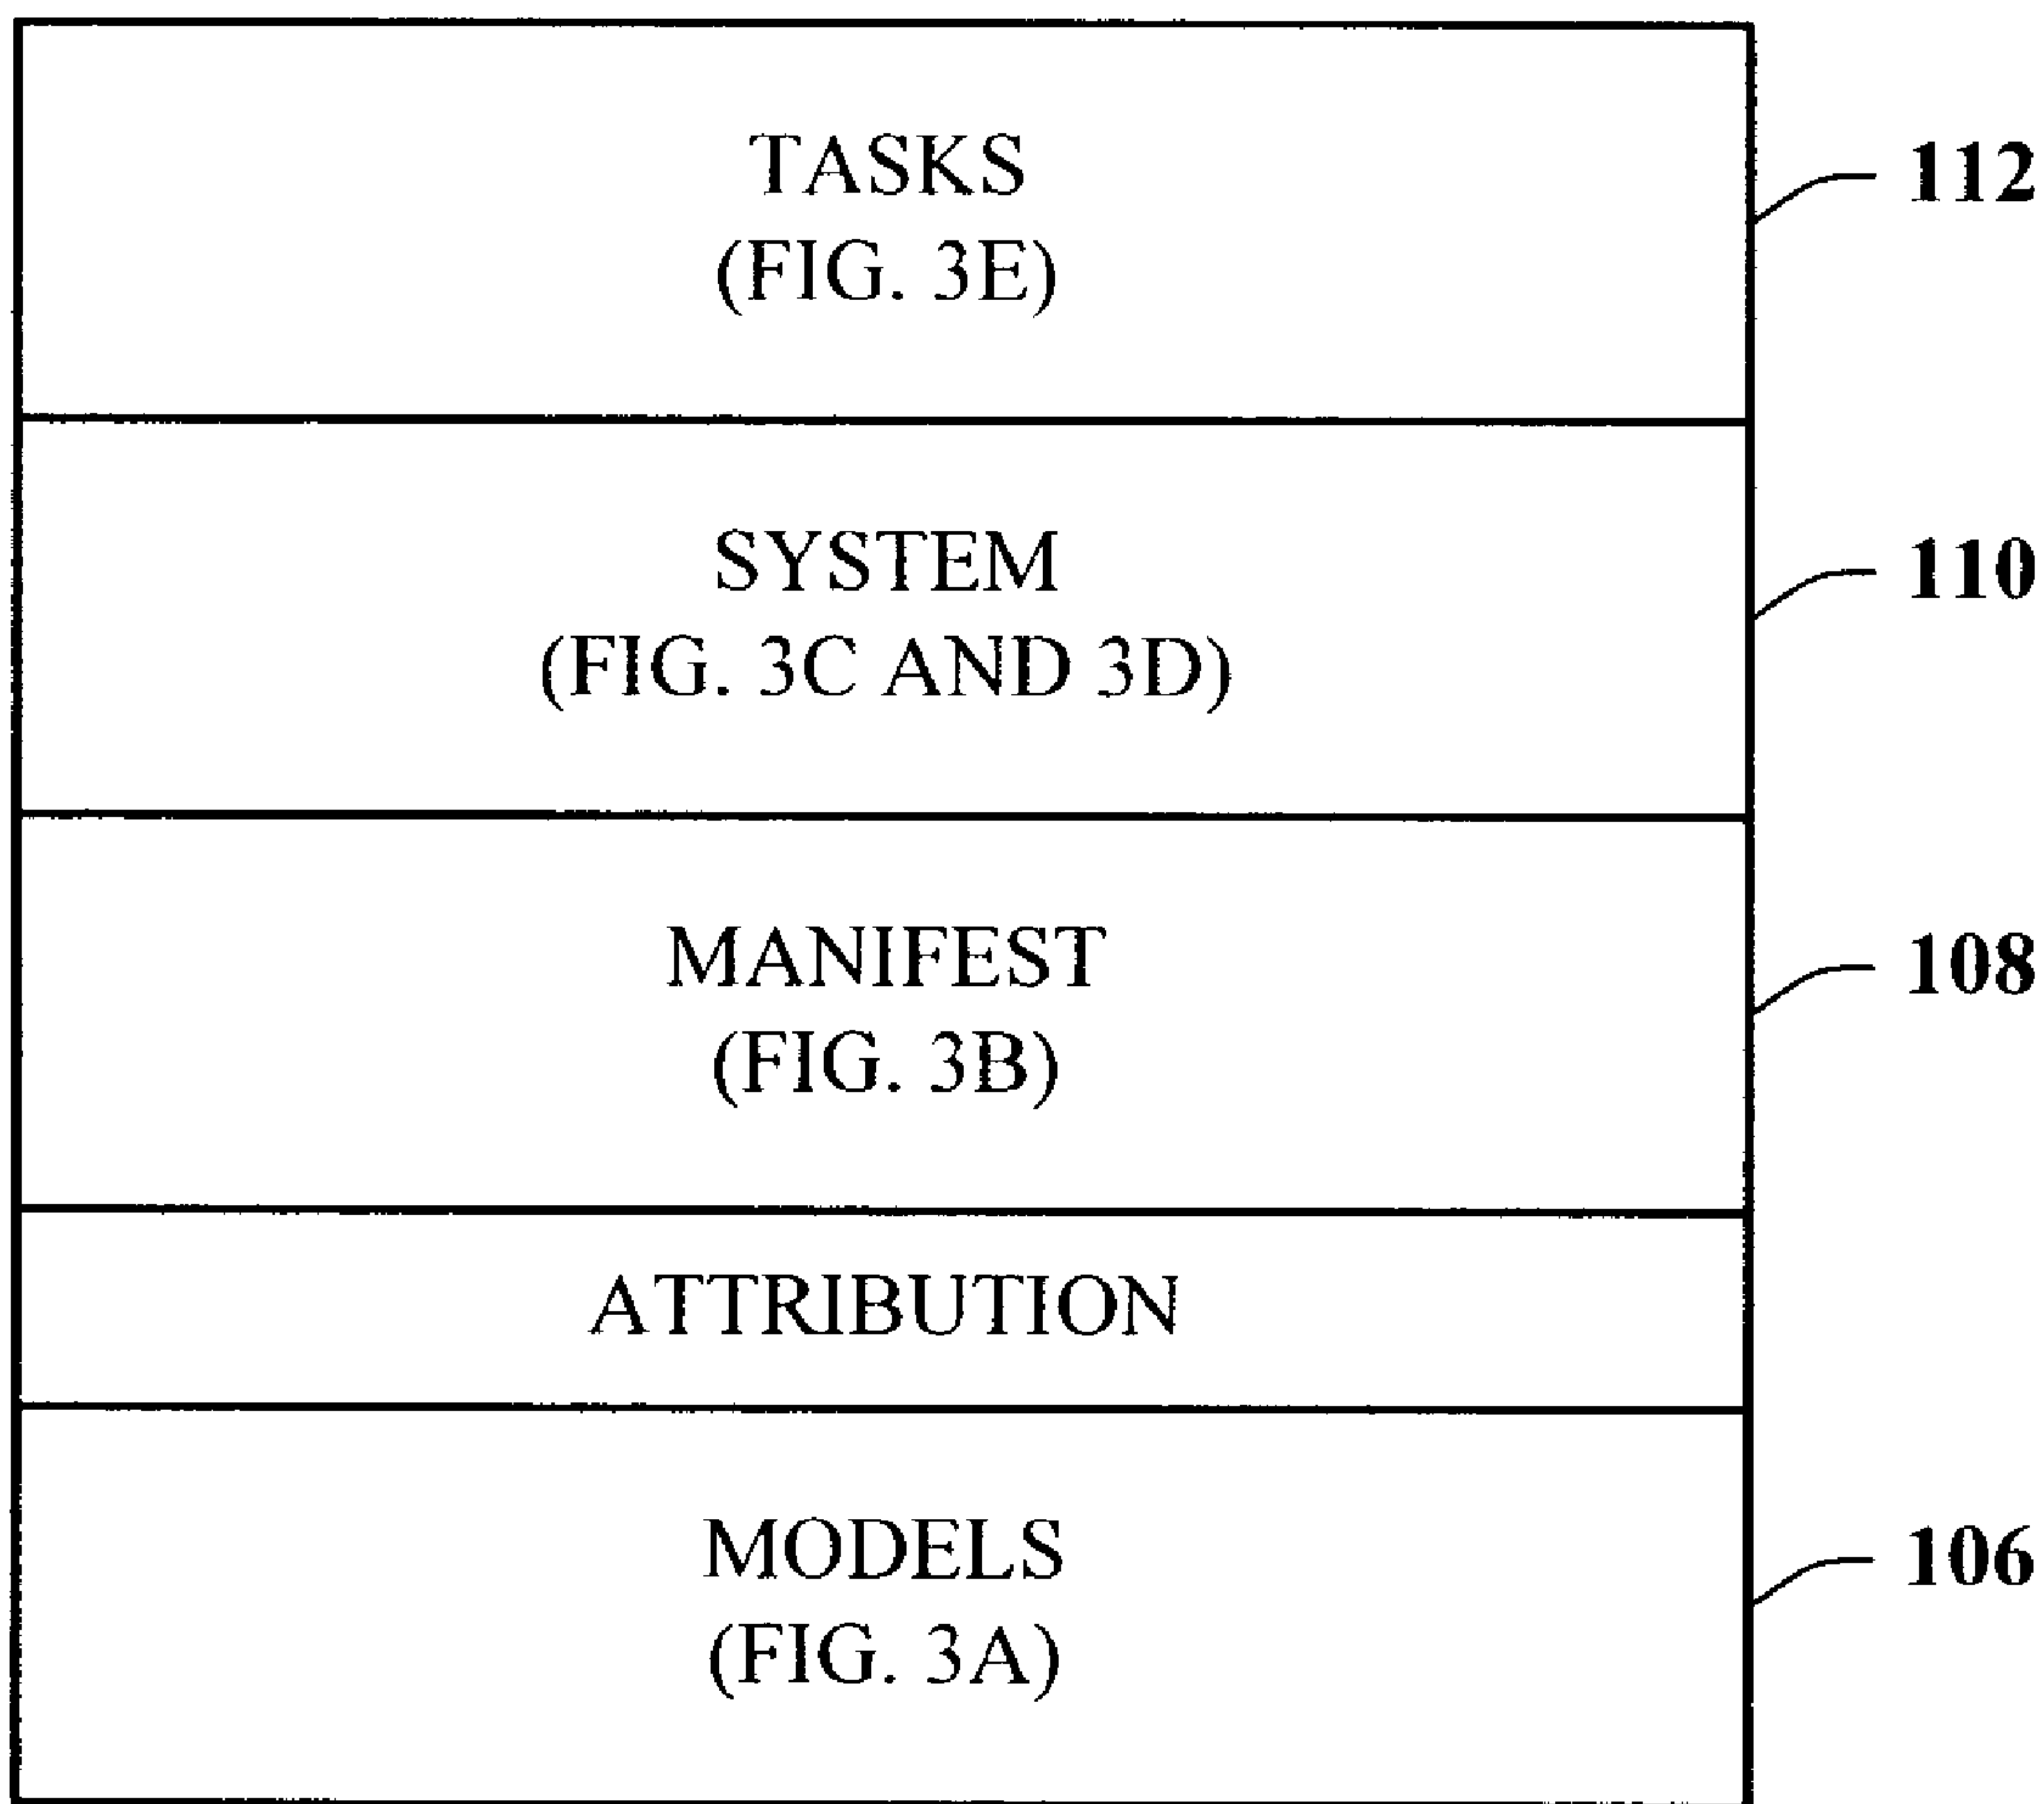 TASKS
(FIG. 3E)
112
SYSTEM
(FIG. 3C AND 3D)
110
MANIFEST
(FIG. 3B)
108
ATTRIBUTION
MODELS
(FIG. 3A)
106